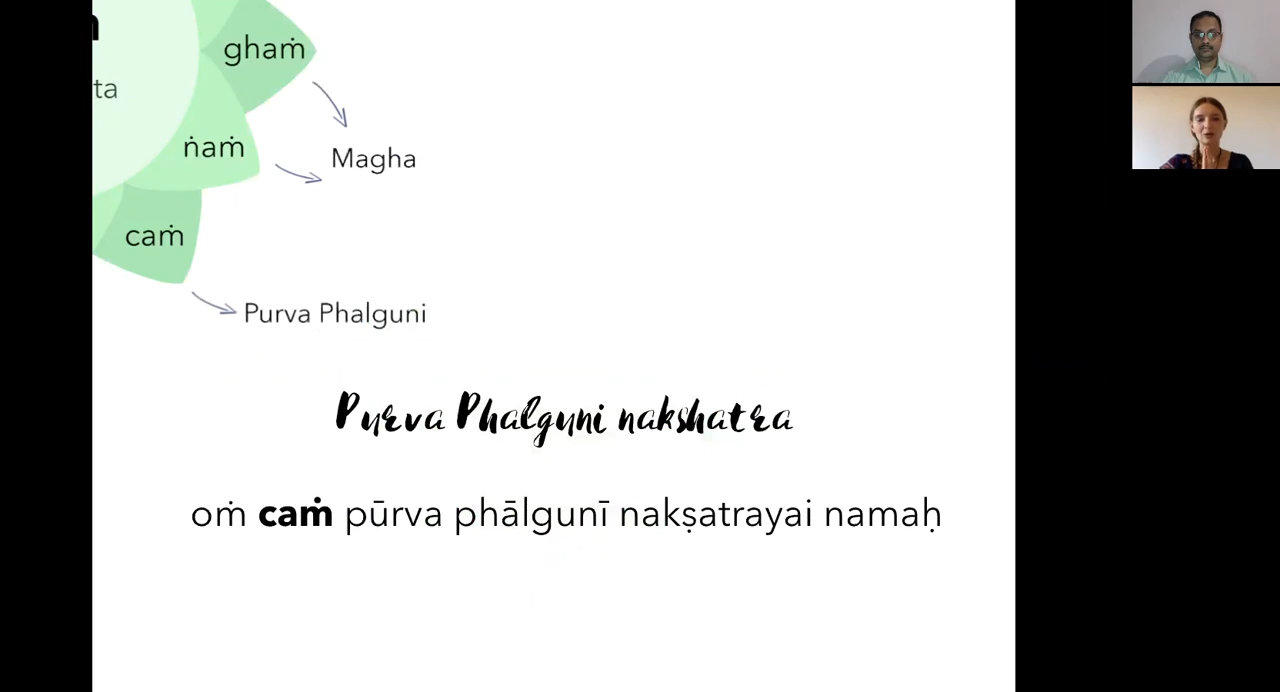 ta
ghaṁ
ṅaṁ
Magha
caṁ
Purva Phalguni
Purva Phalguni nakshatra
oṁ caṁ pūrva phālgunī nakṣatrayai namaḥ